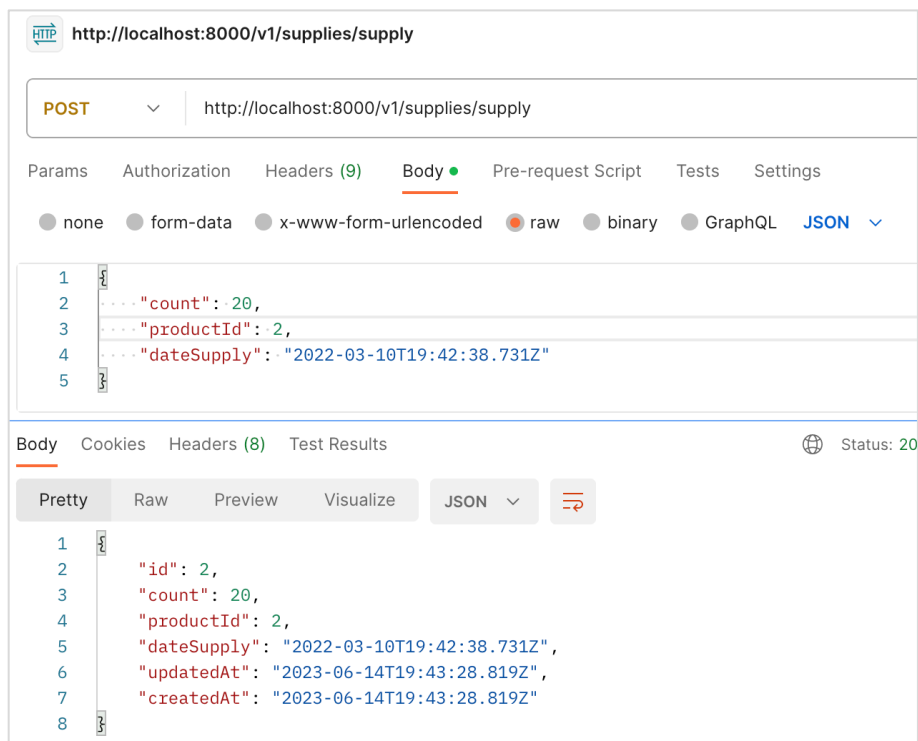 HTTP http://localhost:8000/v1/supplies/supply
POST http://localhost:8000/v1/supplies/supply
Params Authorization Headers (9) Body Pre-request Script Tests Settings
none form-data x-www-form-urlencoded raw binary GraphQL JSON
1 {
2 "count": 20,
3 "productId": 2,
4 "dateSupply": "2022-03-10T19:42:38.731Z"
5 }
Body Cookies Headers (8) Test Results Status: 20
Pretty Raw Preview Visualize JSON
1 {
2 "id": 2,
3 "count": 20,
4 "productId": 2,
5 "dateSupply": "2022-03-10T19:42:38.731Z",
6 "updatedAt": "2023-06-14T19:43:28.819Z",
7 "createdAt": "2023-06-14T19:43:28.819Z"
8 }